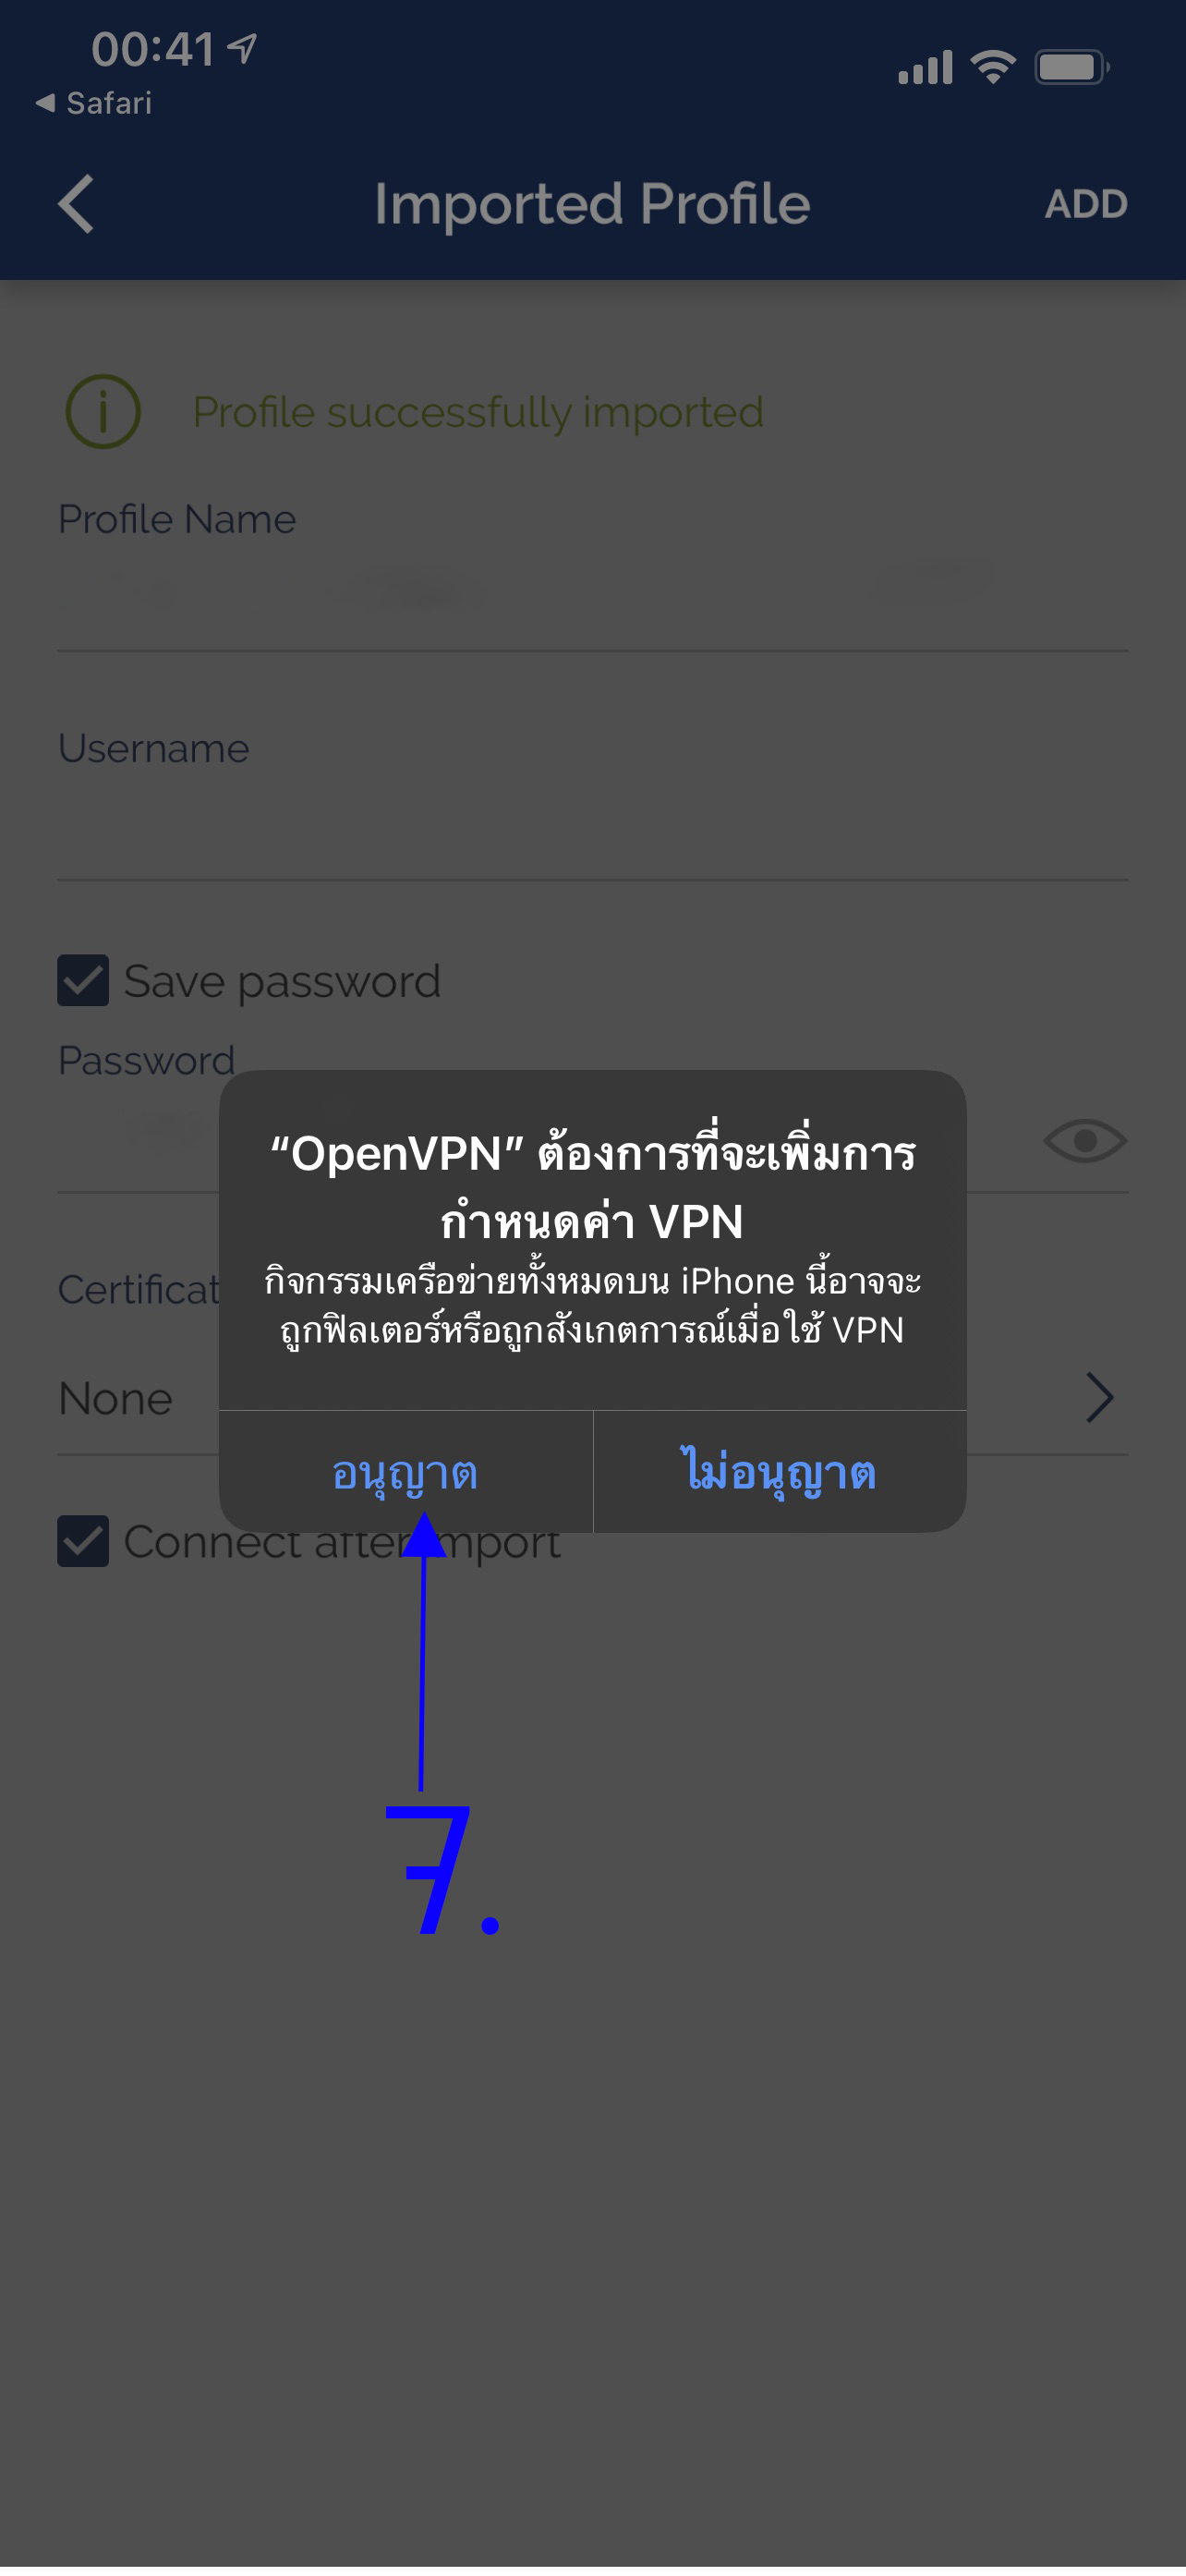 00:41
Safari
Imported Profile
ADD
Profile successfully imported
Profile Name
Username
Save password
Password
“OpenVPN” ต้องการที่จะเพิ่มการ
กำหนดค่า VPN
กิจกรรมเครือข่ายทั้งหมดบน iPhone นี้อาจจะ
ถูกฟิลเตอร์หรือถูกสังเกตการณ์เมื่อใช้ VPN
Certificat
None
อนุญาต
ไม่อนุญาต
Connect after import
7.